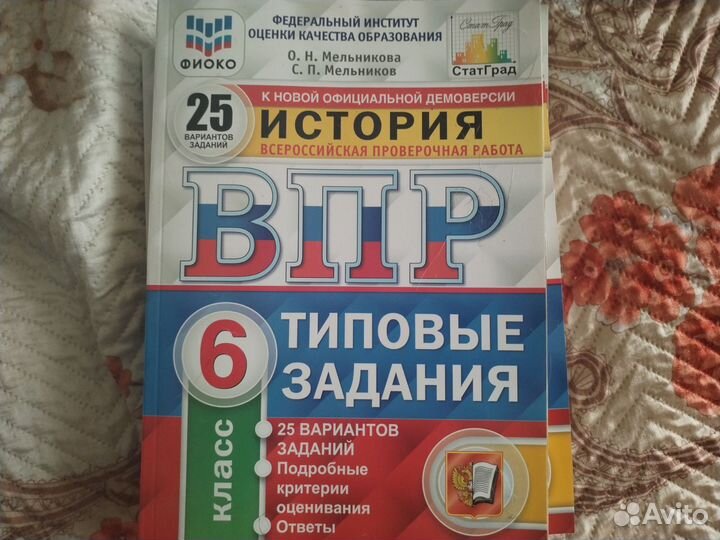 ФЕДЕРАЛЬНЫЙ ИНСТИТУТ
ОЦЕНКИ КАЧЕСТВА ОБРАЗОВАНИЯ
ФИОКО
О. Н. Мельникова
С. П. Мельников
СтатГрад
СтатГрад
25
ВАРИАНТОВ
ЗАДАНИЙ
К НОВОЙ ОФИЦИАЛЬНОЙ ДЕМОВЕРСИИ
ИСТОРИЯ
ВСЕРОССИЙСКАЯ ПРОВЕРОЧНАЯ РАБОТА
ВПР
6
класс
ТИПОВЫЕ
ЗАДАНИЯ
25 ВАРИАНТОВ
ЗАДАНИЙ
Подробные
критерии
оценивания
Ответы
Avito